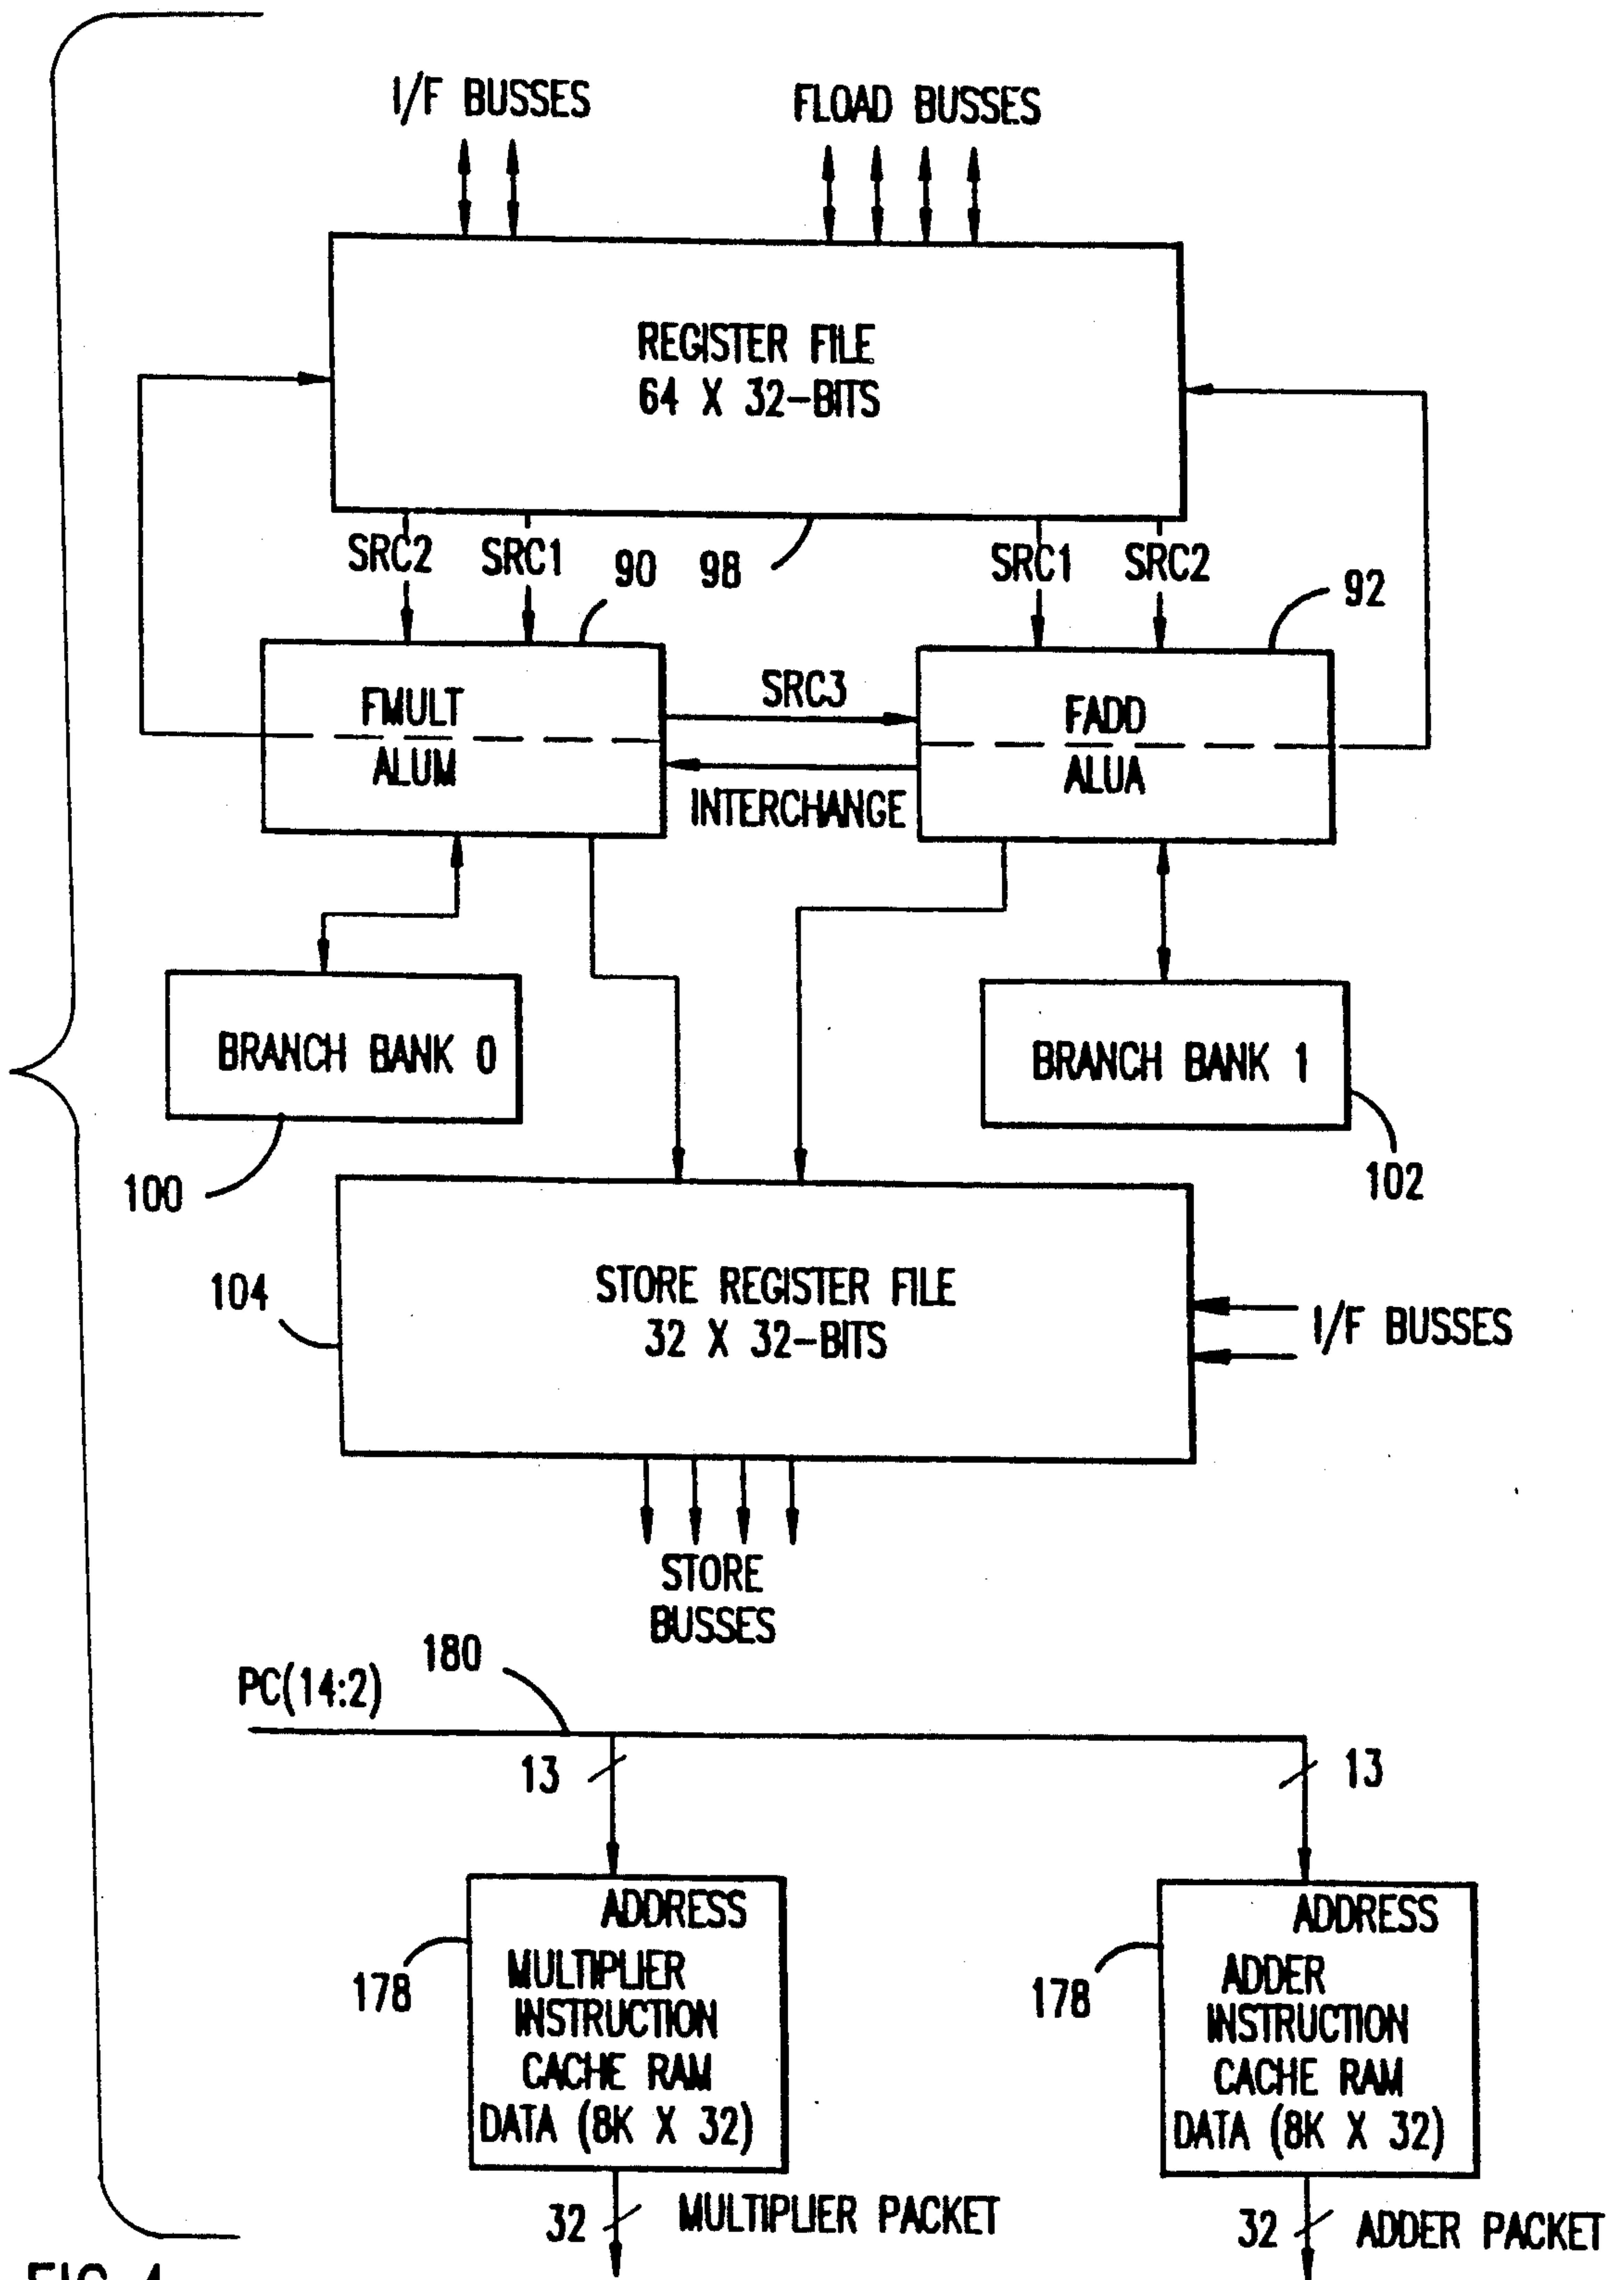 I/F BUSSES
FLOAD BUSSES
REGISTER FILE
64 X 32-BITS
SRC2
SRC1
90
98
SRC1
SRC2
92
FMULT
ALUM
SRC3
INTERCHANGE
FADD
ALUA
BRANCH BANK 0
BRANCH BANK 1
100
102
104
STORE REGISTER FILE
32 X 32-BITS
I/F BUSSES
STORE
BUSSES
180
PC(14:2)
13
13
ADDRESS
MULTIPLIER
INSTRUCTION
CACHE RAM
DATA (8K X 32)
178
ADDRESS
ADDER
INSTRUCTION
CACHE RAM
DATA (8K X 32)
178
32
MULTIPLIER PACKET
32
ADDER PACKET